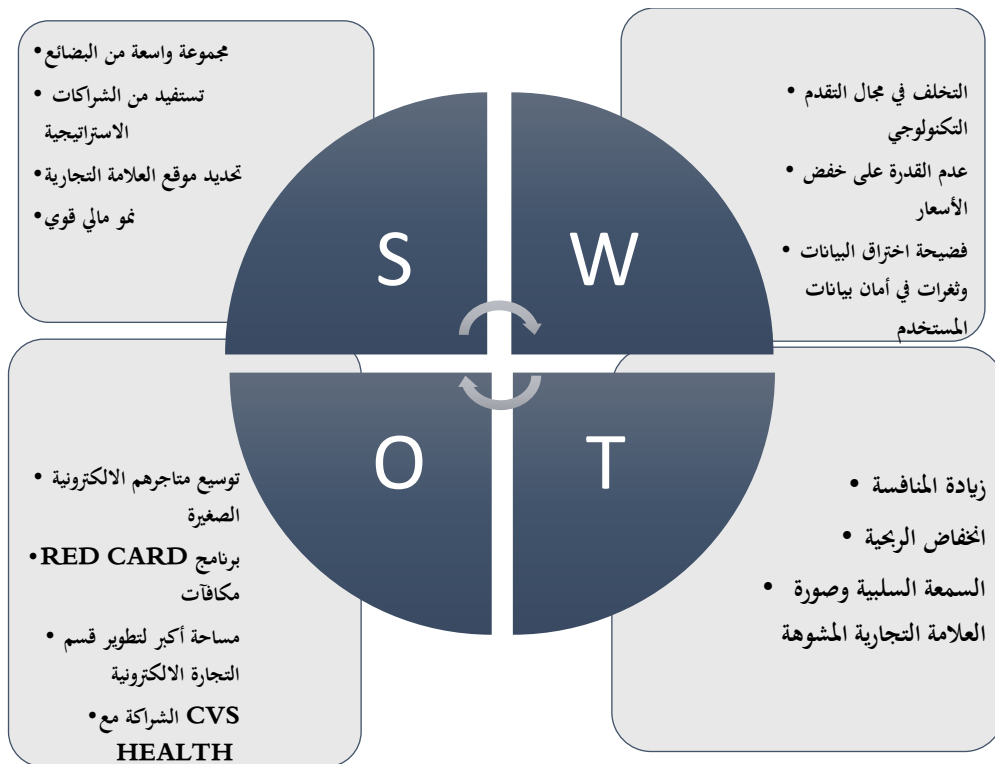 • مجموعة واسعة من البضائع
• تستفيد من الشراكات
الاستراتيجية
• تحديد موقع العلامة التجارية
• نمو مالي قوي
S
• التخلف في مجال التقدم
التكنولوجي
• عدم القدرة على خفض
الأسعار
• فضيحة اختراق البيانات
وثغرات في أمان بيانات
المستخدم
W
• توسيع متاجرهم الالكترونية
الصغيرة
• برنامج RED CARD
مكافآت
• مساحة أكبر لتطوير قسم
التجارة الالكترونية
• الشراكة مع CVS
HEALTH
O
• زيادة المنافسة
• انخفاض الربحية
• السمعة السلبية وصورة
العلامة التجارية المشوهة
T